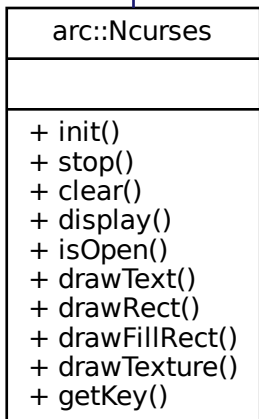 arc::Ncurses
+ init()
+ stop()
+ clear()
+ display()
+ isOpen()
+ drawText()
+ drawRect()
+ drawFillRect()
+ drawTexture()
+ getKey()